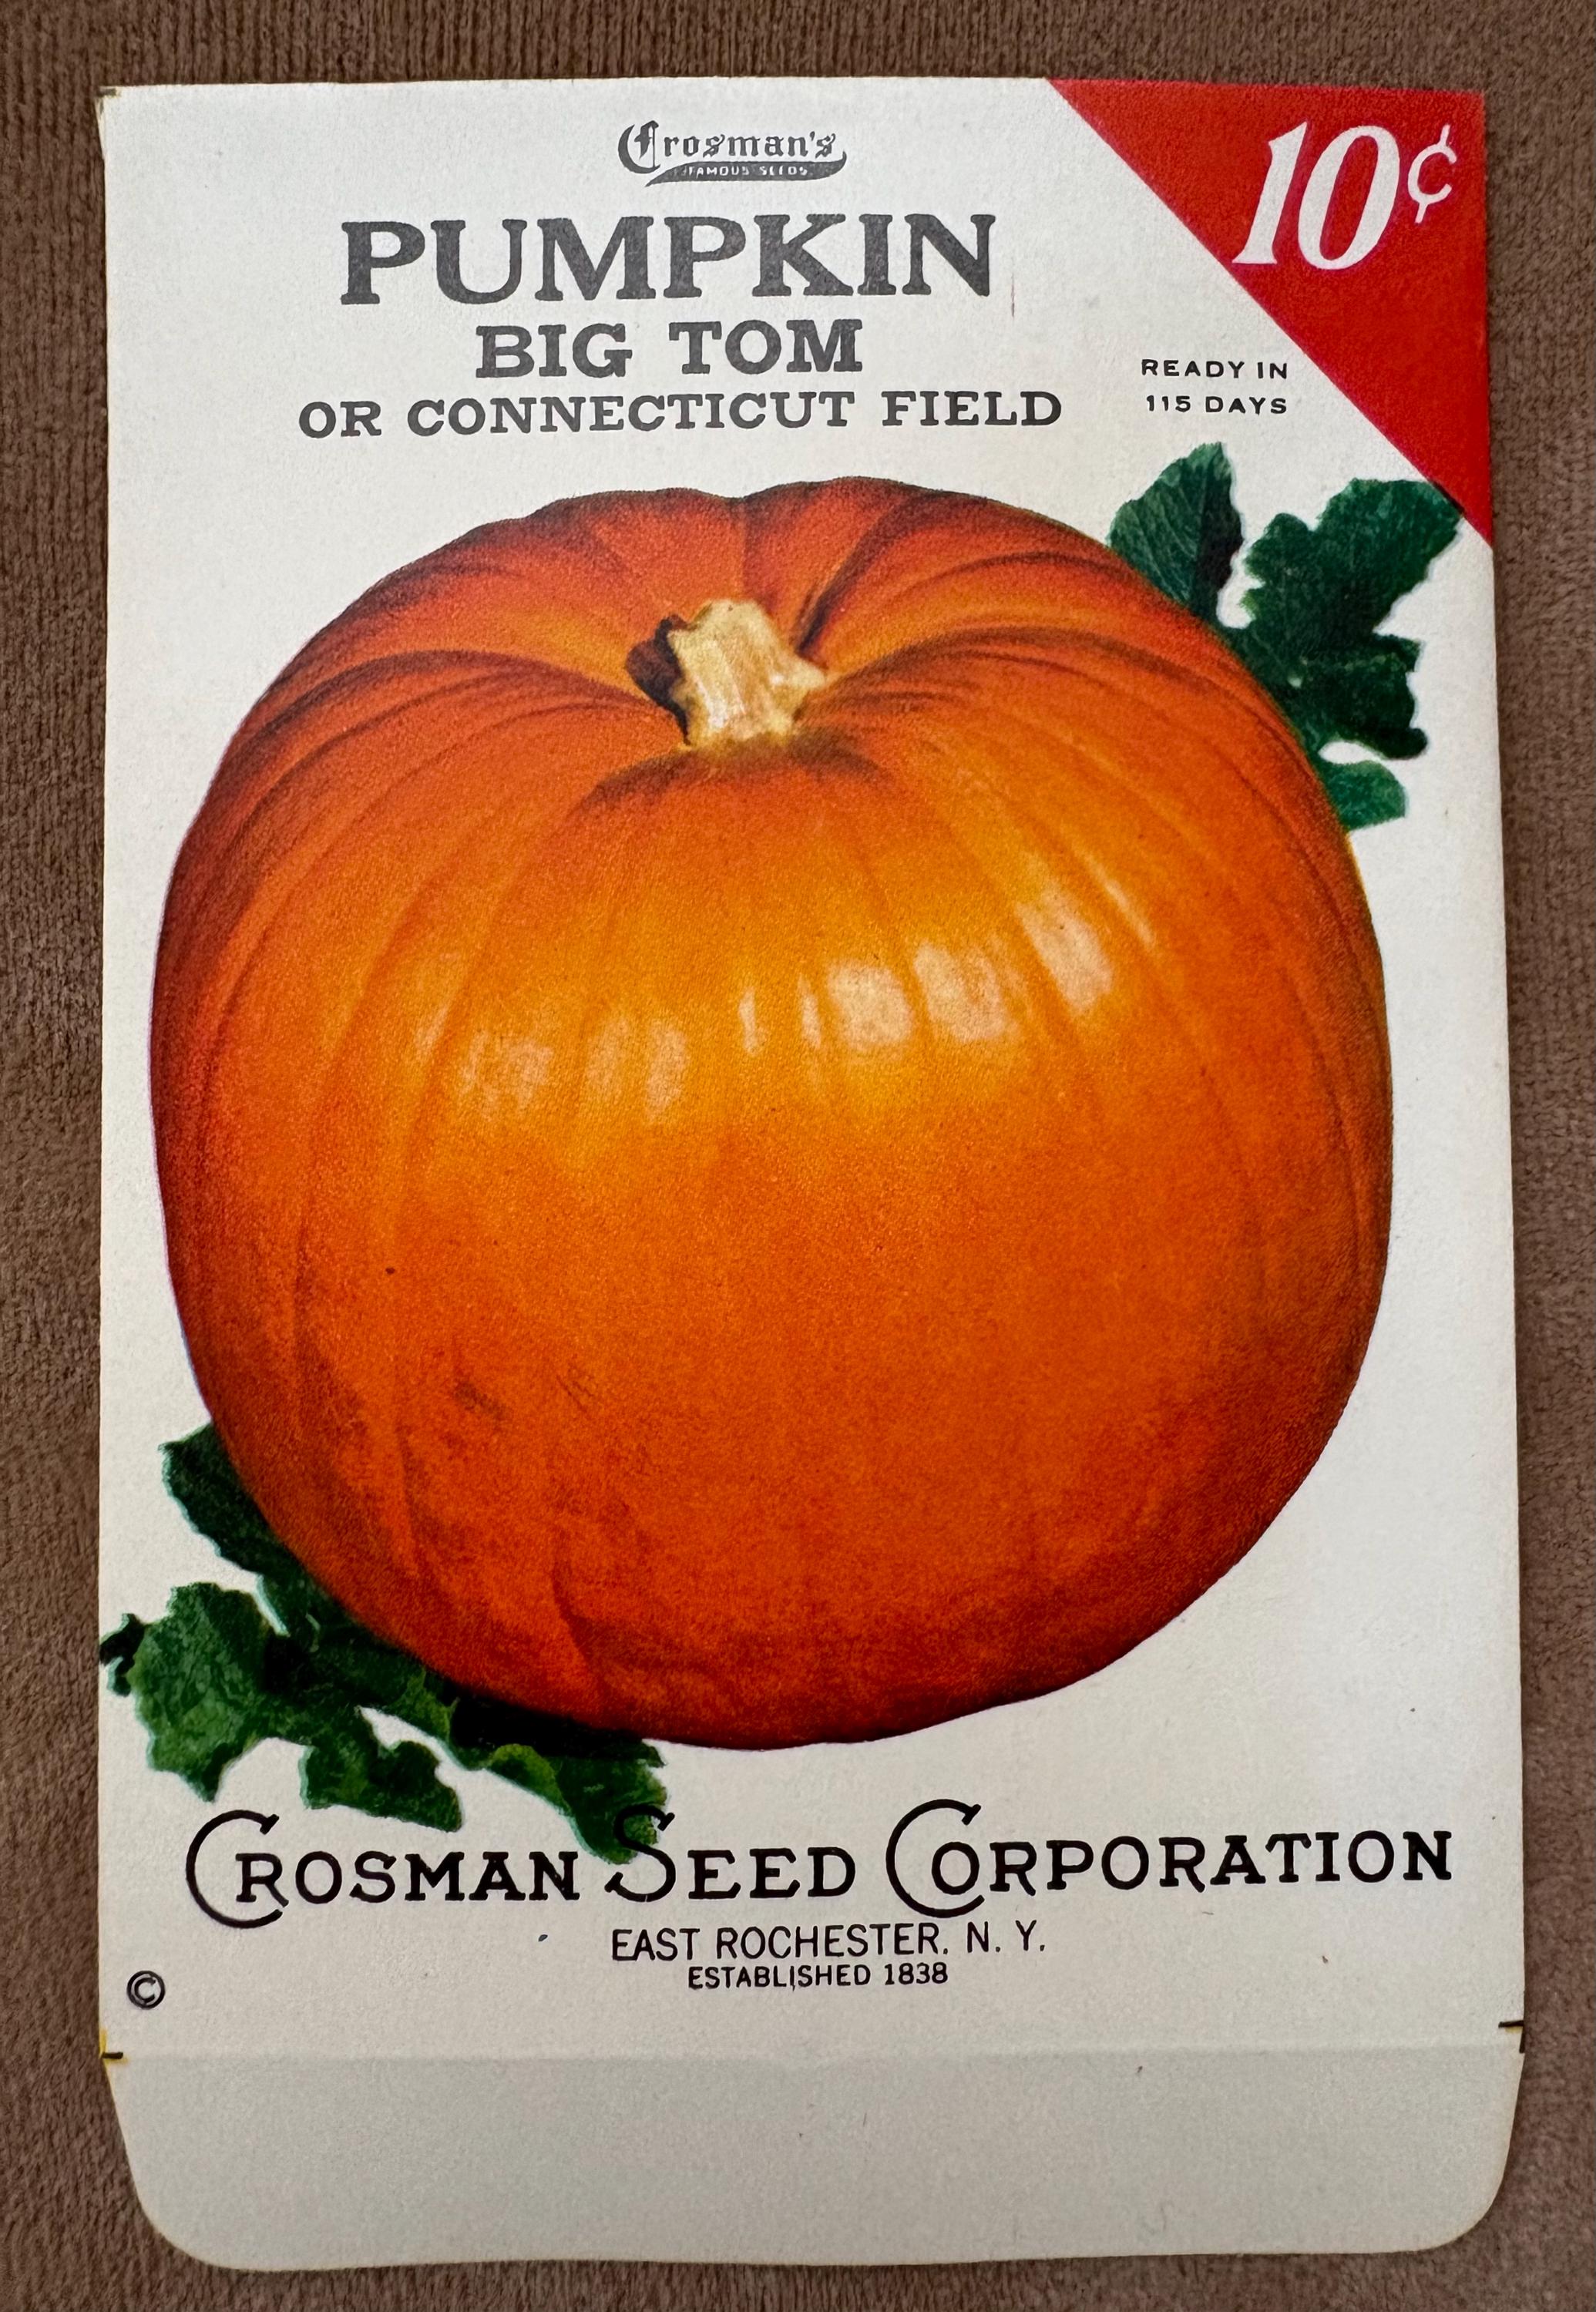 Crosman's
FAMOUS SEEDS
PUMPKIN
BIG TOM
OR CONNECTICUT FIELD
10¢
READY IN
115 DAYS
CROSMAN SEED CORPORATION
EAST ROCHESTER, N. Y.
ESTABLISHED 1838
©